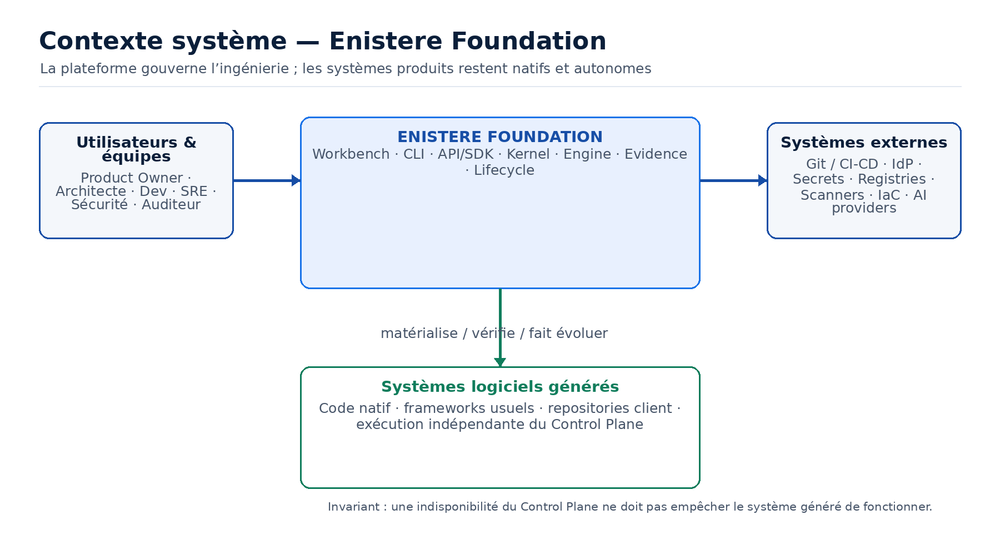 Contexte système — Enistere Foundation
La plateforme gouverne l’ingénierie ; les systèmes produits restent natifs et autonomes
Utilisateurs &
équipes
Product Owner ·
Architecte · Dev · SRE ·
Sécurité · Auditeur
ENISTERE FOUNDATION
Workbench · CLI · API/SDK · Kernel · Engine · Evidence
· Lifecycle
Systèmes externes
Git / CI-CD · IdP ·
Secrets · Registries ·
Scanners · IaC · AI
providers
matérialise / vérifie / fait évoluer
Systèmes logiciels générés
Code natif · frameworks usuels · repositories client ·
exécution indépendante du Control Plane
Invariant : une indisponibilité du Control Plane ne doit pas empêcher le système généré de fonctionner.